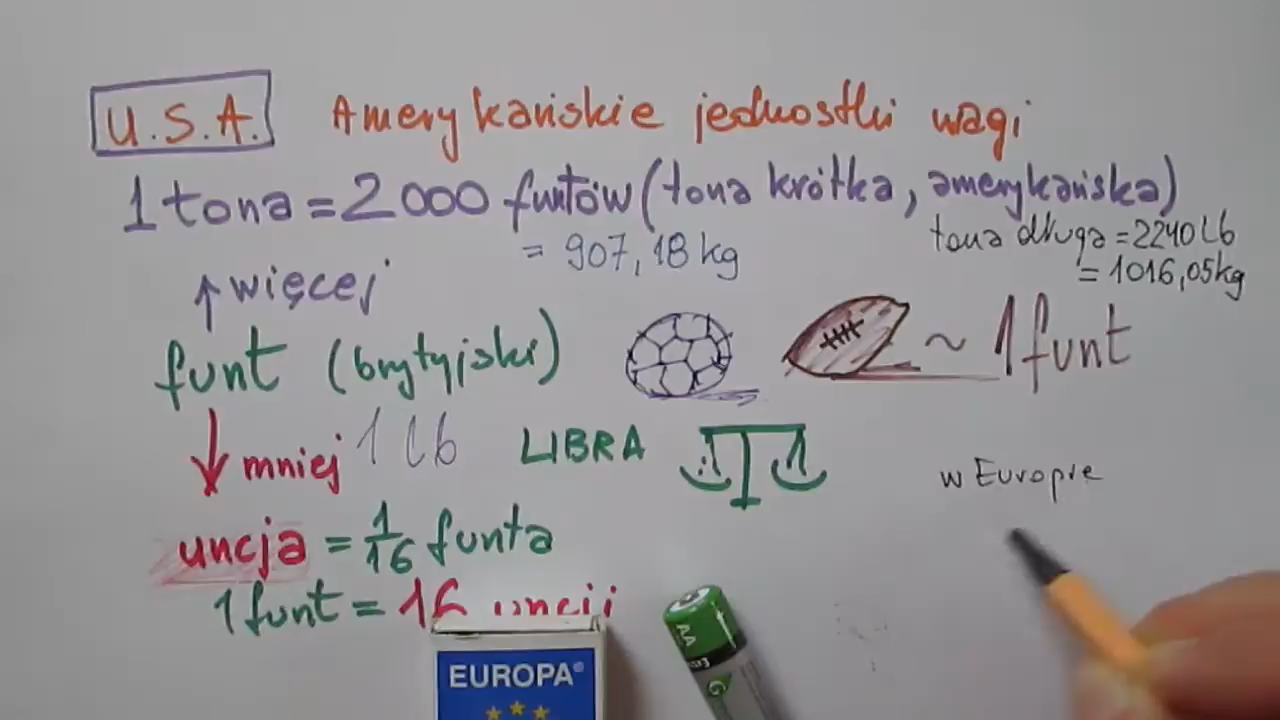 U.S.A. Amerykańskie jednostki wagi
1 tona = 2000 funtów (tona krótka, amerykańska)
= 907,18 kg
tona długa = 2240 lb
= 1016,05 kg
↑ więcej
funt (brytyjski)
~ 1 funt
↓ mniej 1 lb LIBRA
w Europie
uncja = 1/16 funta
1 funt = 16 uncji
EUROPA®
AA